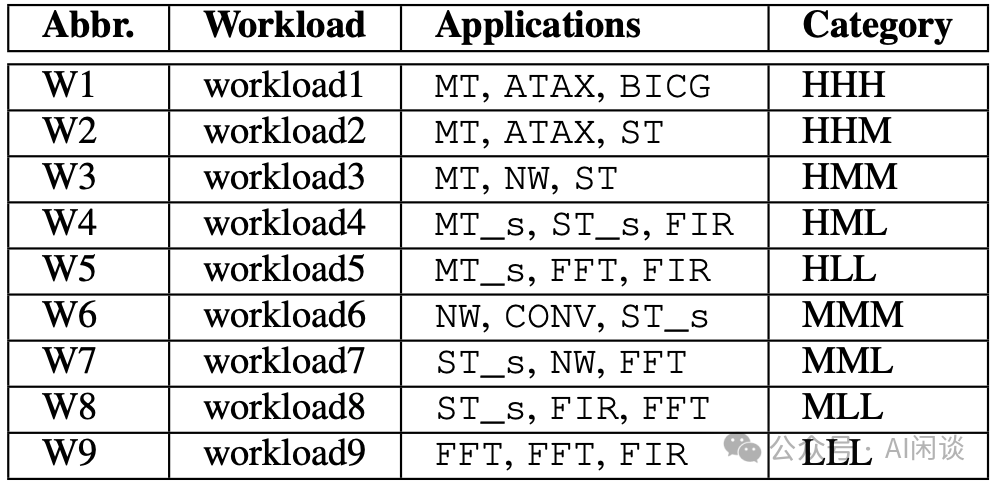 Abbr. Workload Applications Category
W1 workload1 MT, ATAX, BICG HHH
W2 workload2 MT, ATAX, ST HHM
W3 workload3 MT, NW, ST HMM
W4 workload4 MT_s, ST_s, FIR HML
W5 workload5 MT_s, FFT, FIR HLL
W6 workload6 NW, CONV, ST_s MMM
W7 workload7 ST_s, NW, FFT MML
W8 workload8 ST_s, FIR, FFT MLL
W9 workload9 FFT, FFT, FIR LLL
公众号 · AI闲谈